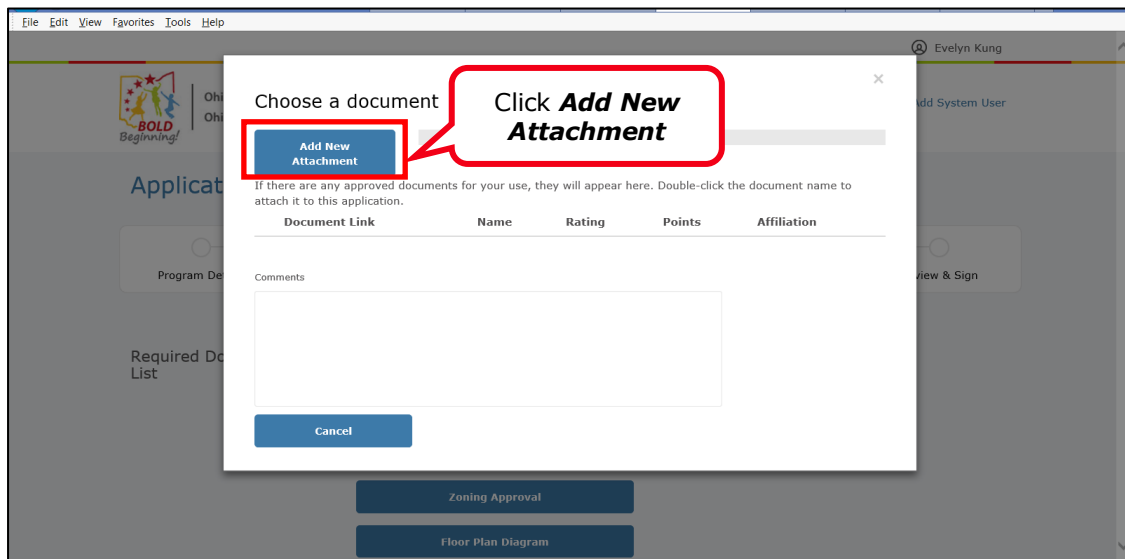 File Edit View Favorites Tools Help
Evelyn Kung
BOLD
Beginning!
Ohi
Ohi
Add System User
×
Choose a document
Click Add New
Attachment
Add New
Attachment
If there are any approved documents for your use, they will appear here. Double-click the document name to
attach it to this application.
Document Link Name Rating Points Affiliation
Applicat
Program De
view & Sign
Comments
Required Do
List
Cancel
Zoning Approval
Floor Plan Diagram